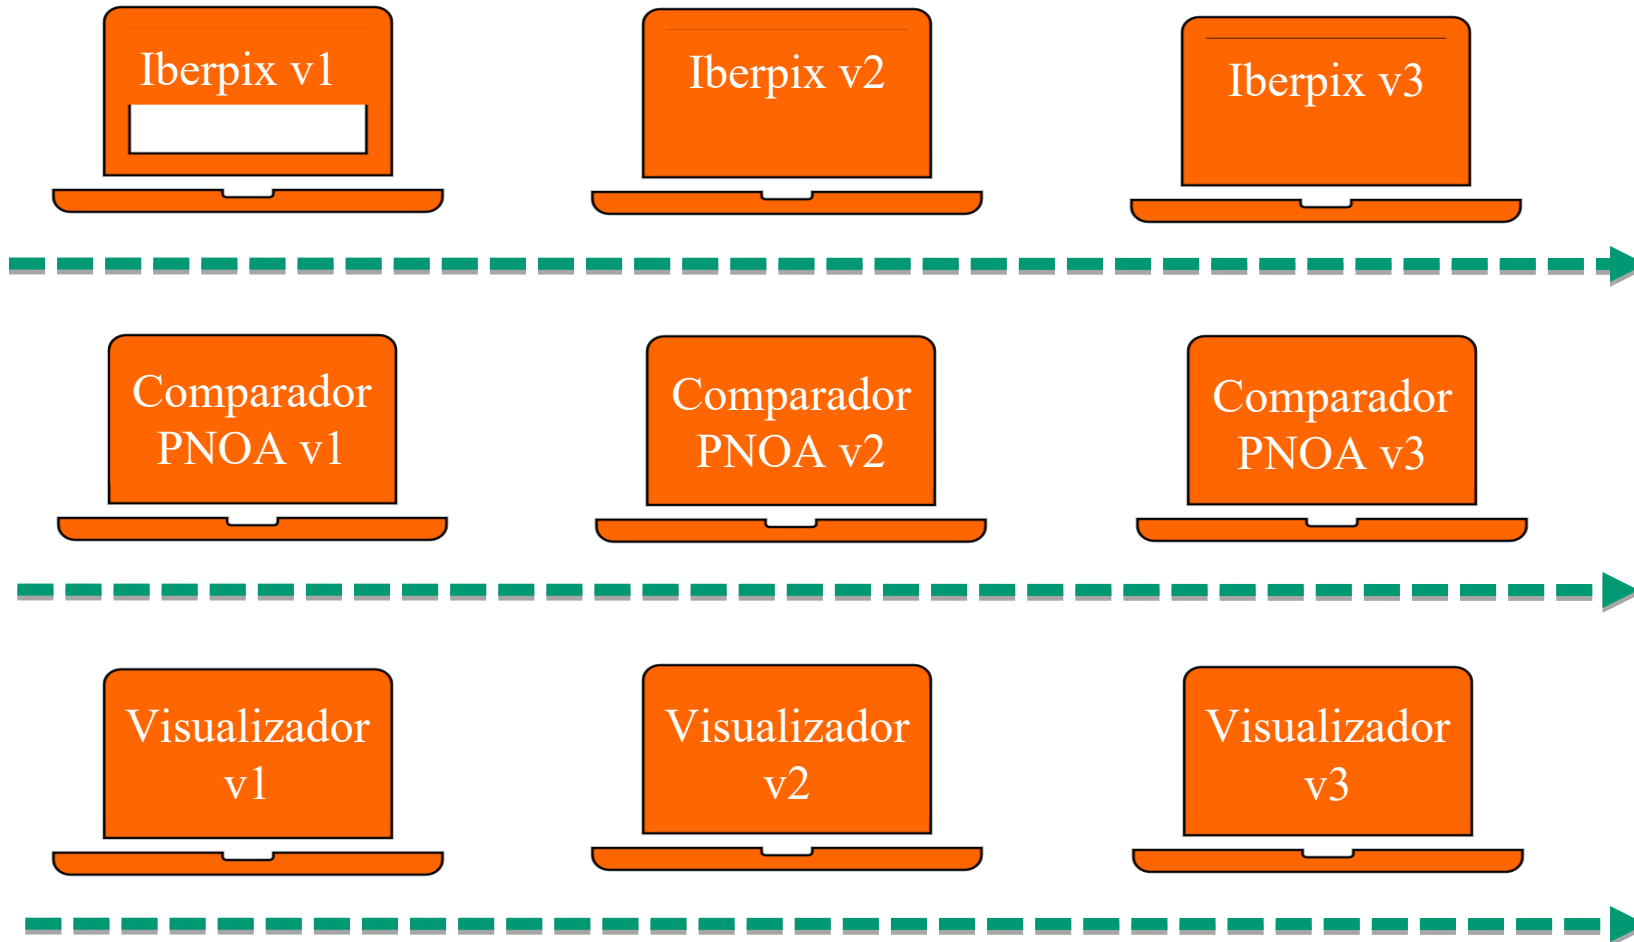 Iberpix v1
Iberpix v2
Iberpix v3
Comparador
PNOA v1
Comparador
PNOA v2
Comparador
PNOA v3
Visualizador
v1
Visualizador
v2
Visualizador
v3